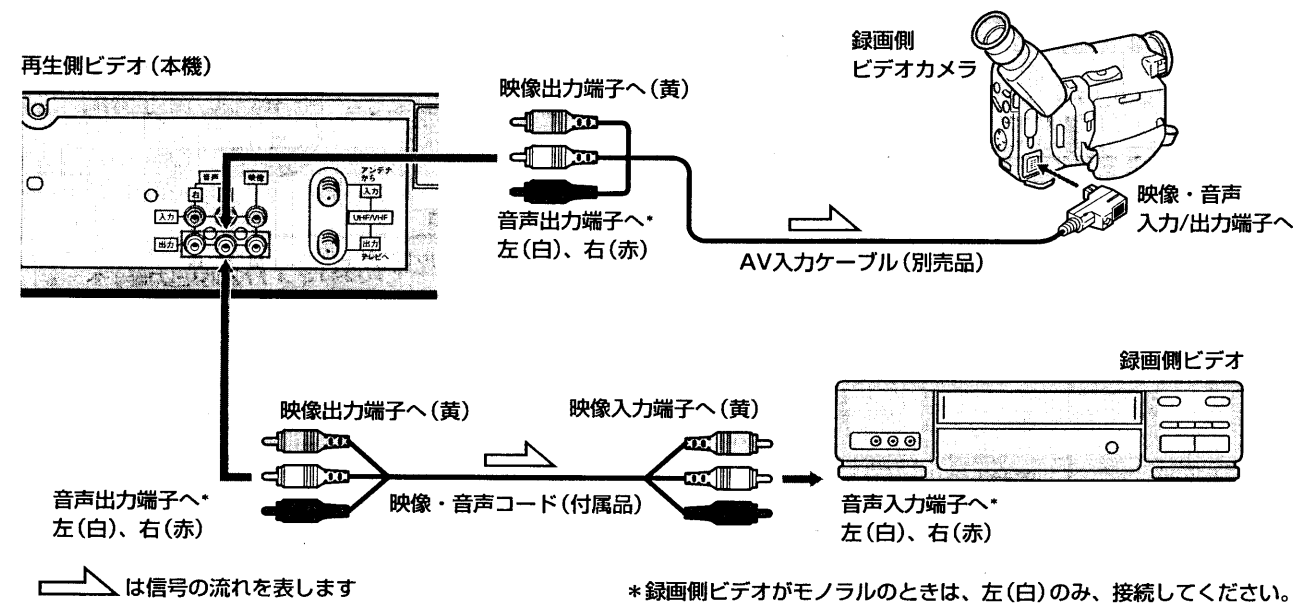 録画側
ビデオカメラ
再生側ビデオ(本機)
映像出力端子へ(黄)
アンテナ
から
音声
映像
右
入力
入力
UHF/VHF
出力
出力
テレビへ
音声出力端子へ*
左(白)、右(赤)
映像・音声
入力/出力端子へ
AV入力ケーブル(別売品)
録画側ビデオ
映像出力端子へ(黄)
映像入力端子へ(黄)
音声出力端子へ*
左(白)、右(赤)
映像・音声コード(付属品)
音声入力端子へ*
左(白)、右(赤)
は信号の流れを表します
*録画側ビデオがモノラルのときは、左(白)のみ、接続してください。